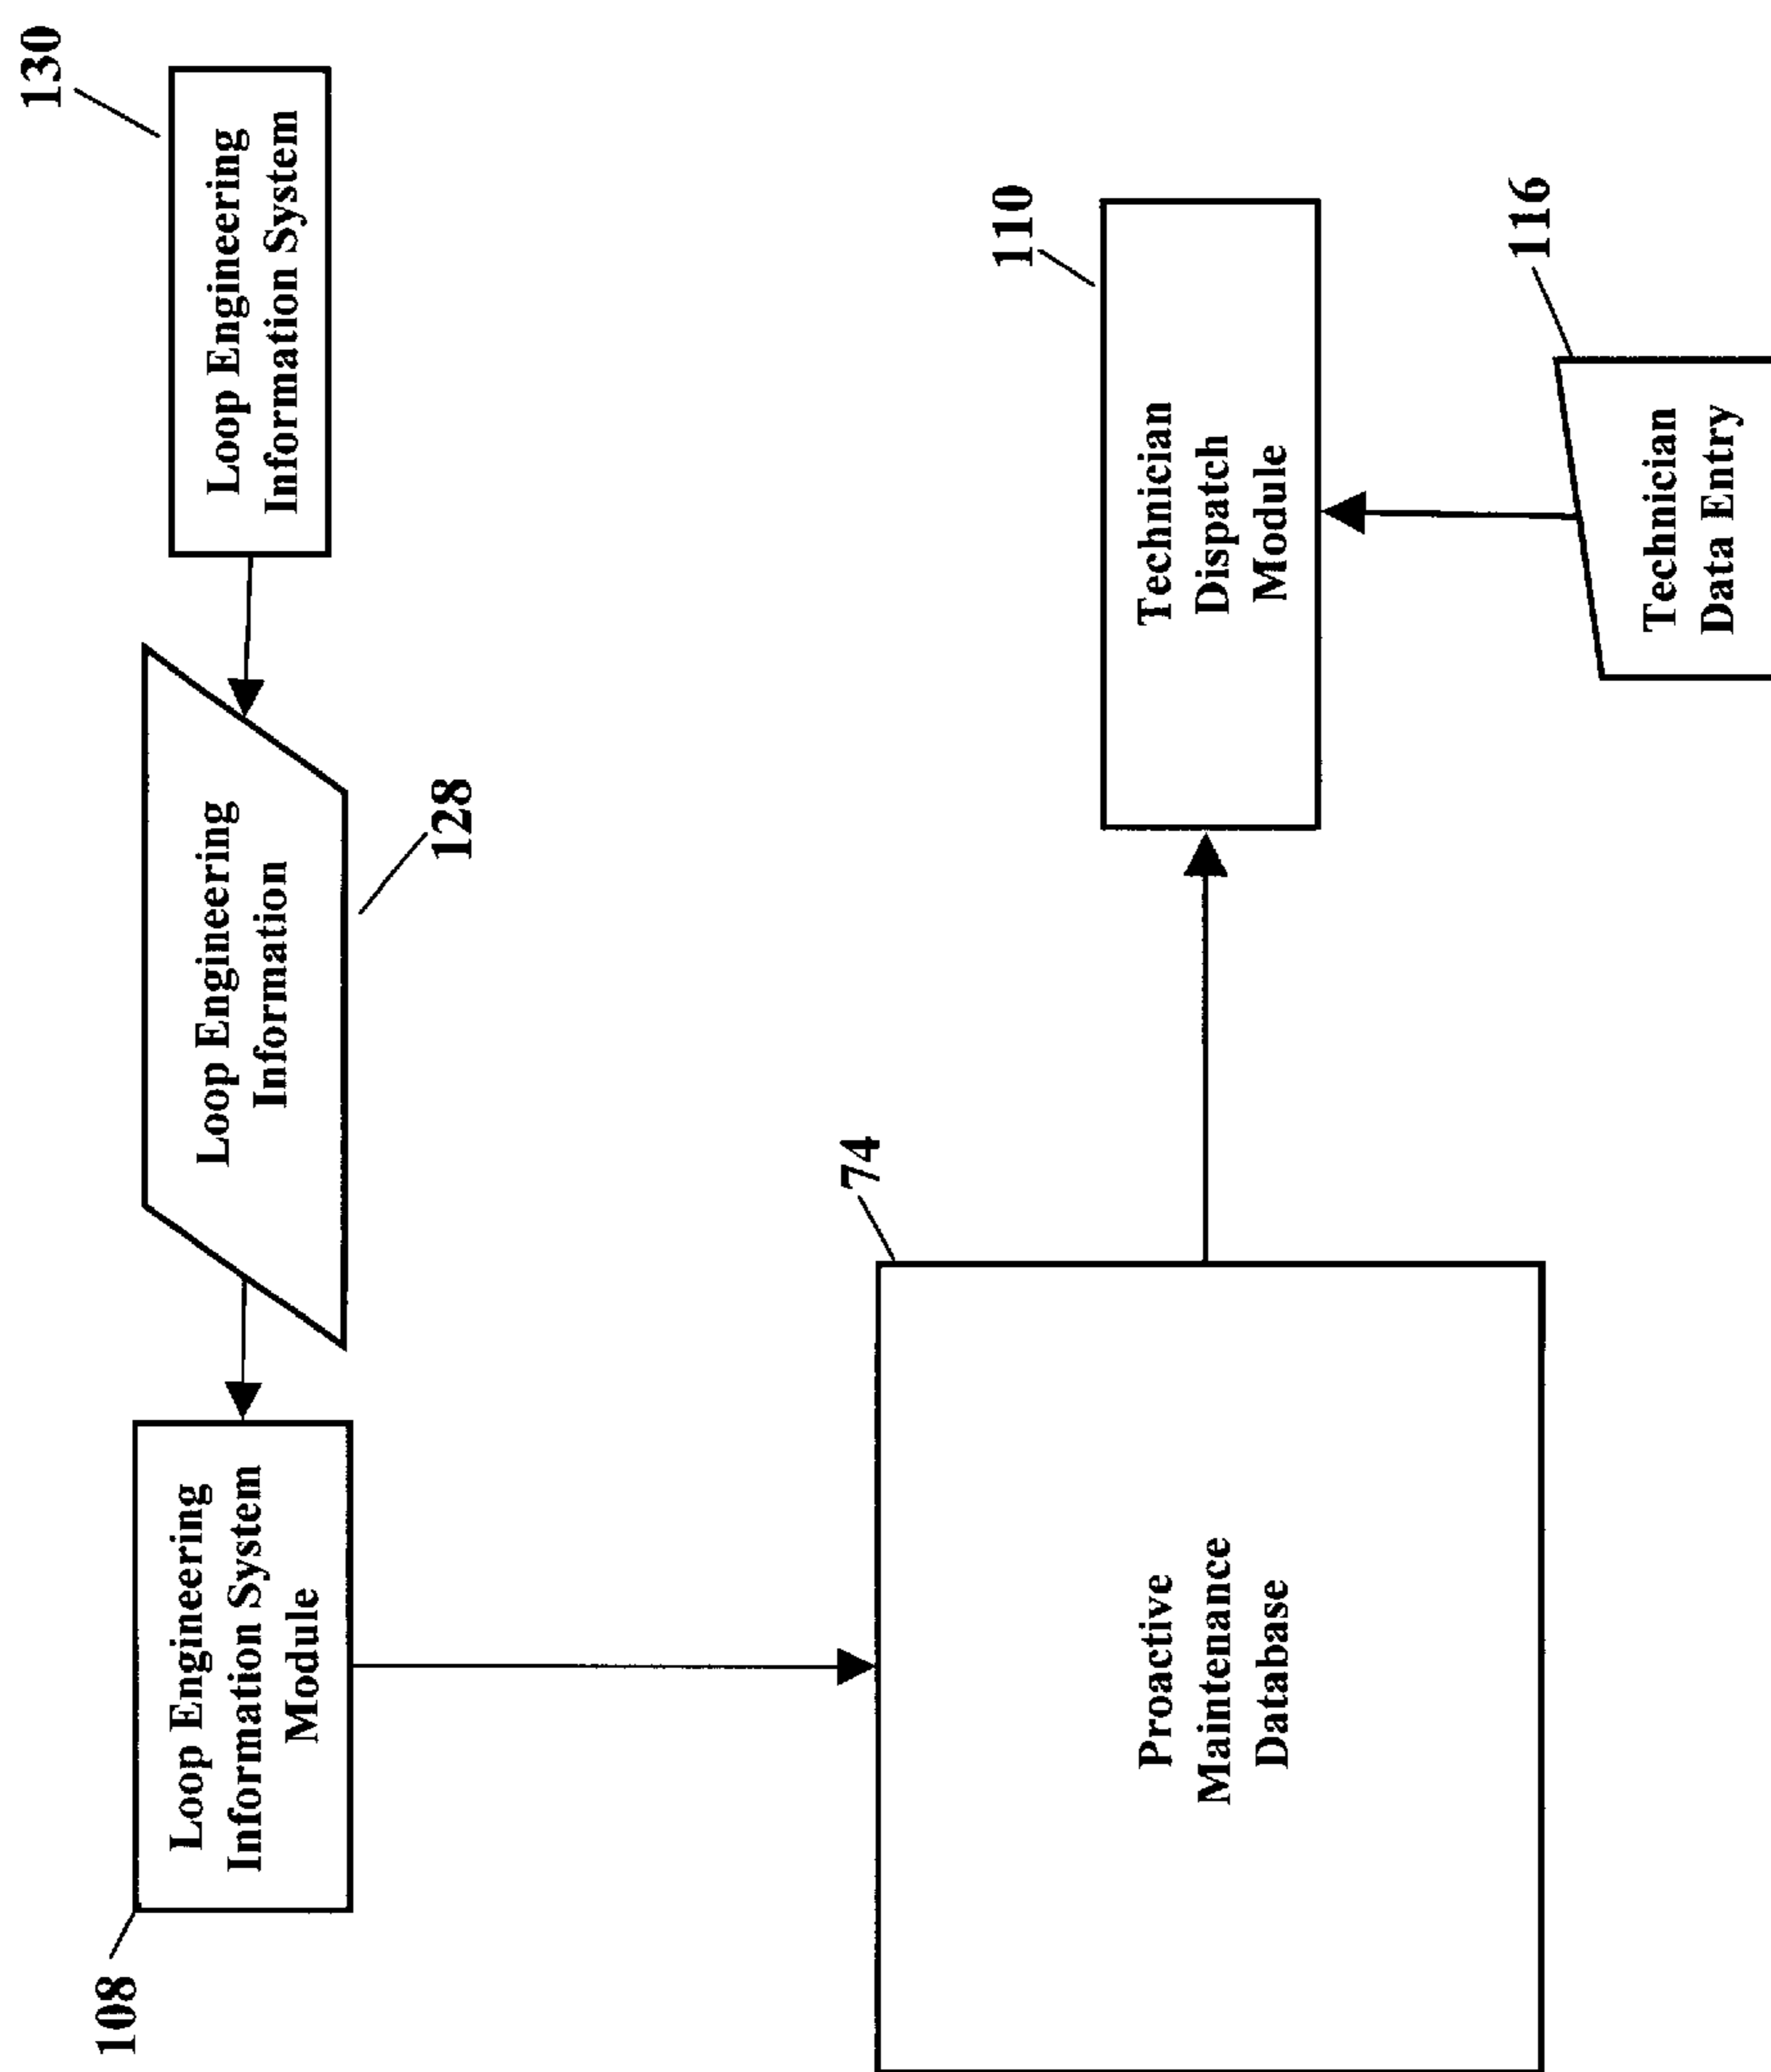 108
Loop Engineering
Information System
Module
Loop Engineering
Information
128
Loop Engineering
Information System
130
Proactive
Maintenance
Database
74
Technician
Dispatch
Module
110
Technician
Data Entry
116